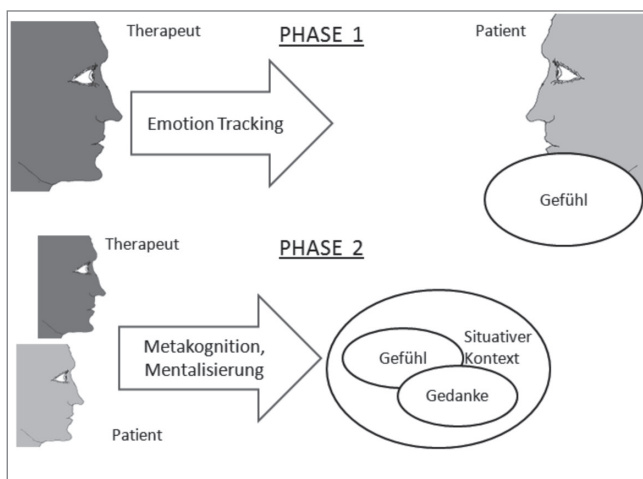 Therapeut
PHASE 1
Patient
Emotion Tracking
Gefühl
Therapeut
PHASE 2
Metakognition,
Mentalisierung
Gefühl
Situativer
Kontext
Gedanke
Patient